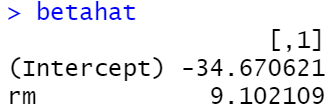 > betahat
[,1]
(Intercept) -34.670621
rm 9.102109